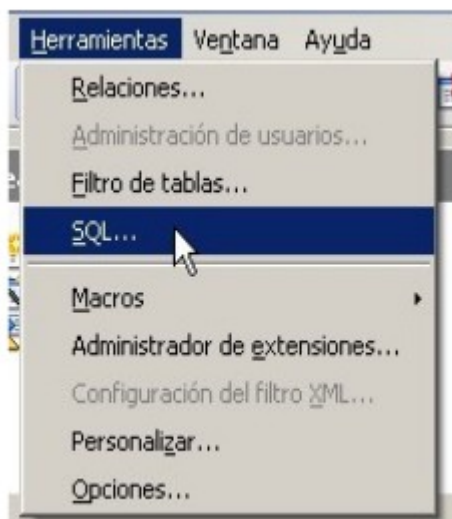 Herramientas Ventana Ayuda
Relaciones...
Administración de usuarios...
Filtro de tablas...
SQL...
Macros
Administrador de extensiones...
Configuración del filtro XML...
Personalizar...
Opciones...